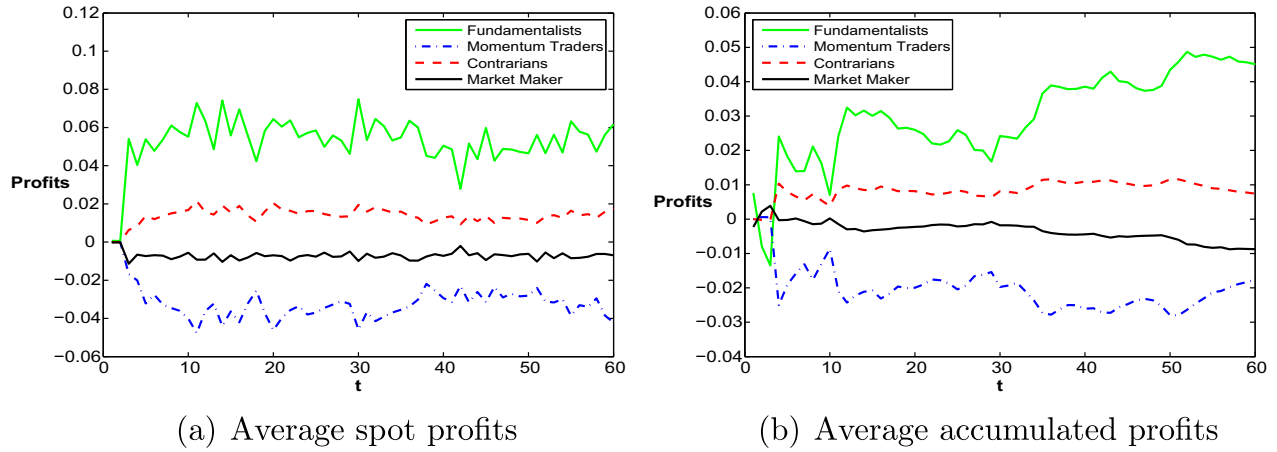 0.12
0.1
0.08
0.06
0.04
0.02
0
−0.02
−0.04
−0.06
Profits
0 10 20 30 40 50 60
t
Fundamentalists
Momentum Traders
Contrarians
Market Maker
(a) Average spot profits
0.06
0.05
0.04
0.03
0.02
0.01
0
−0.01
−0.02
−0.03
−0.04
Profits
0 10 20 30 40 50 60
t
Fundamentalists
Momentum Traders
Contrarians
Market Maker
(b) Average accumulated profits